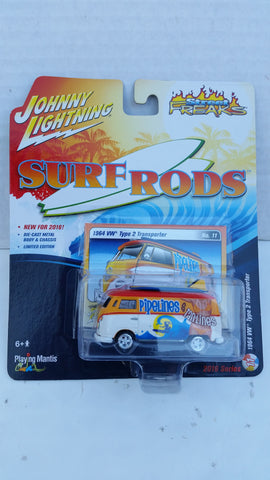 JOHNNY
LIGHTNING
Street
FREAKS
SURF RODS
• NEW FOR 2016!
• DIE-CAST METAL
BODY & CHASSIS
• LIMITED EDITION
1964 VW® Type 2 Transporter
No. 11
PIPELINES
PIPELINES
6+
Playing Mantis
2016 Series
1964 VW® Type 2 Transporter